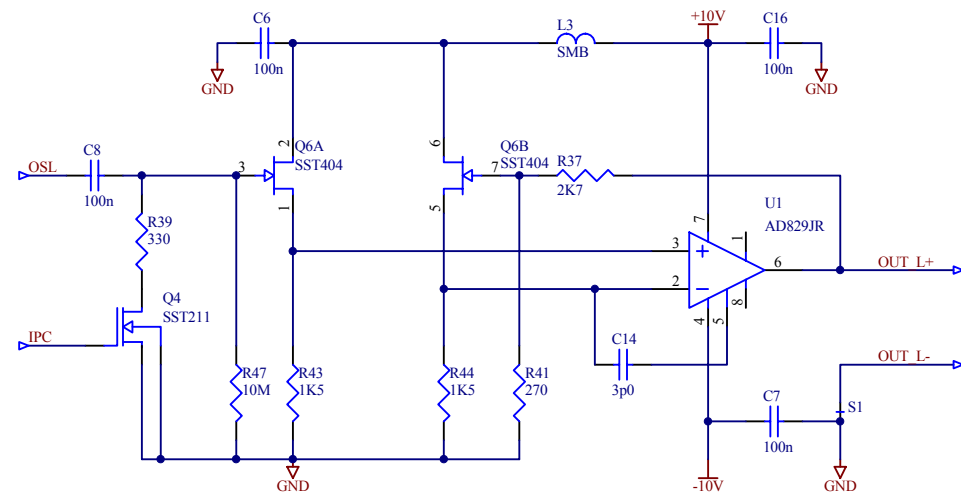 +10V
C6
L3
C16
SMB
100n
100n
GND
GND
6
2
Q6A
SST404
Q6B
SST404
R37
2K7
C8
OSL
3
7
100n
U1
AD829JR
7
1
5
1
R39
330
3
+
6
OUT_L+
2
−
8
Q4
SST211
4
5
IPC
C14
OUT_L-
3p0
R47
10M
R43
1K5
R44
1K5
R41
270
C7
S1
100n
GND
-10V
GND